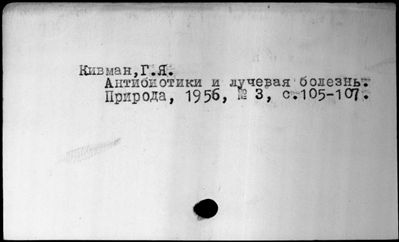 Кивман,Г.Я.
Антибиотики и лучевая болезнь.
Природа, 1956, № 3, с.105-107.